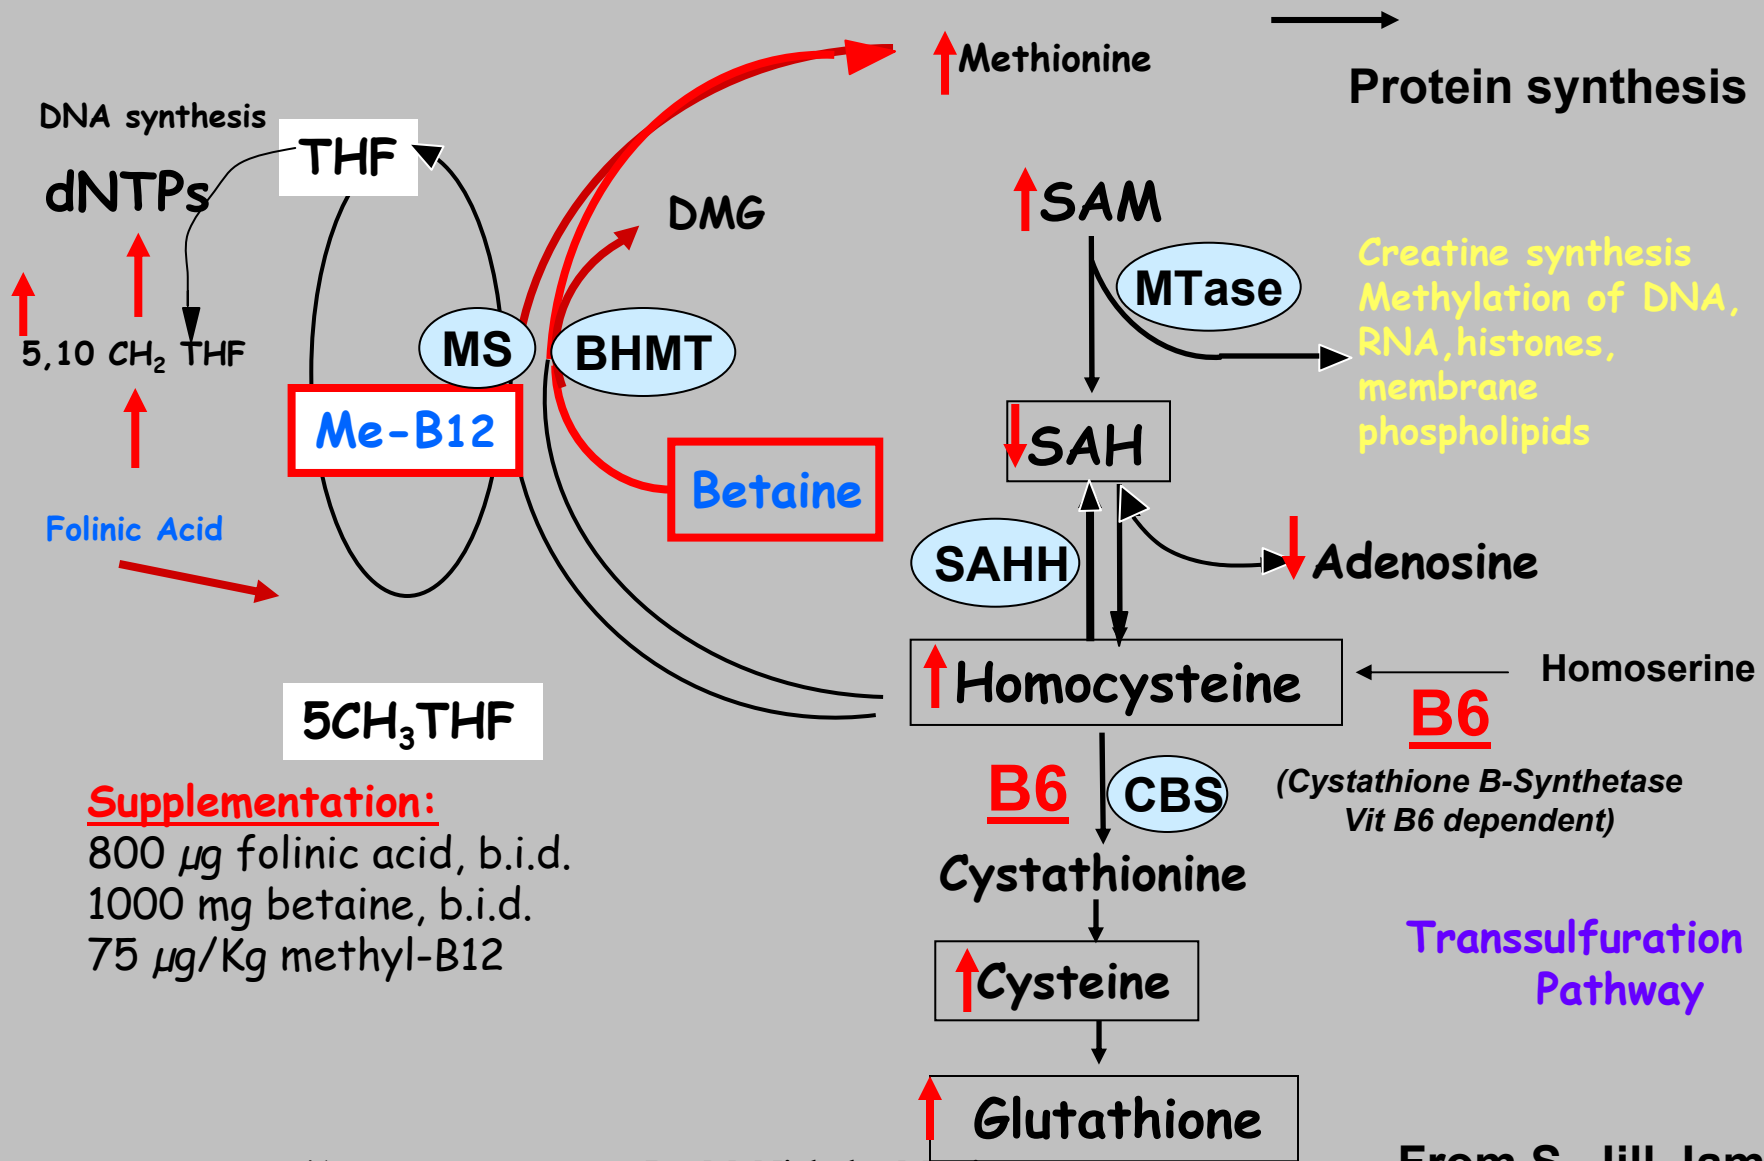 Methionine
Protein synthesis
DNA synthesis
THF
dNTPs
SAM
DMG
Creatine synthesis
Methylation of DNA,
RNA,histones,
membrane
phospholipids
MTase
5,10 CH₂ THF
MS
BHMT
Me-B12
SAH
Betaine
Folinic Acid
SAHH
Adenosine
Homocysteine
Homoserine
B6
5CH₃THF
B6
CBS
(Cystathione B-Synthetase
Vit B6 dependent)
Supplementation:
800 µg folinic acid, b.i.d.
1000 mg betaine, b.i.d.
75 µg/Kg methyl-B12
Cystathionine
Transsulfuration
Pathway
Cysteine
Glutathione
From S. Jill Jam